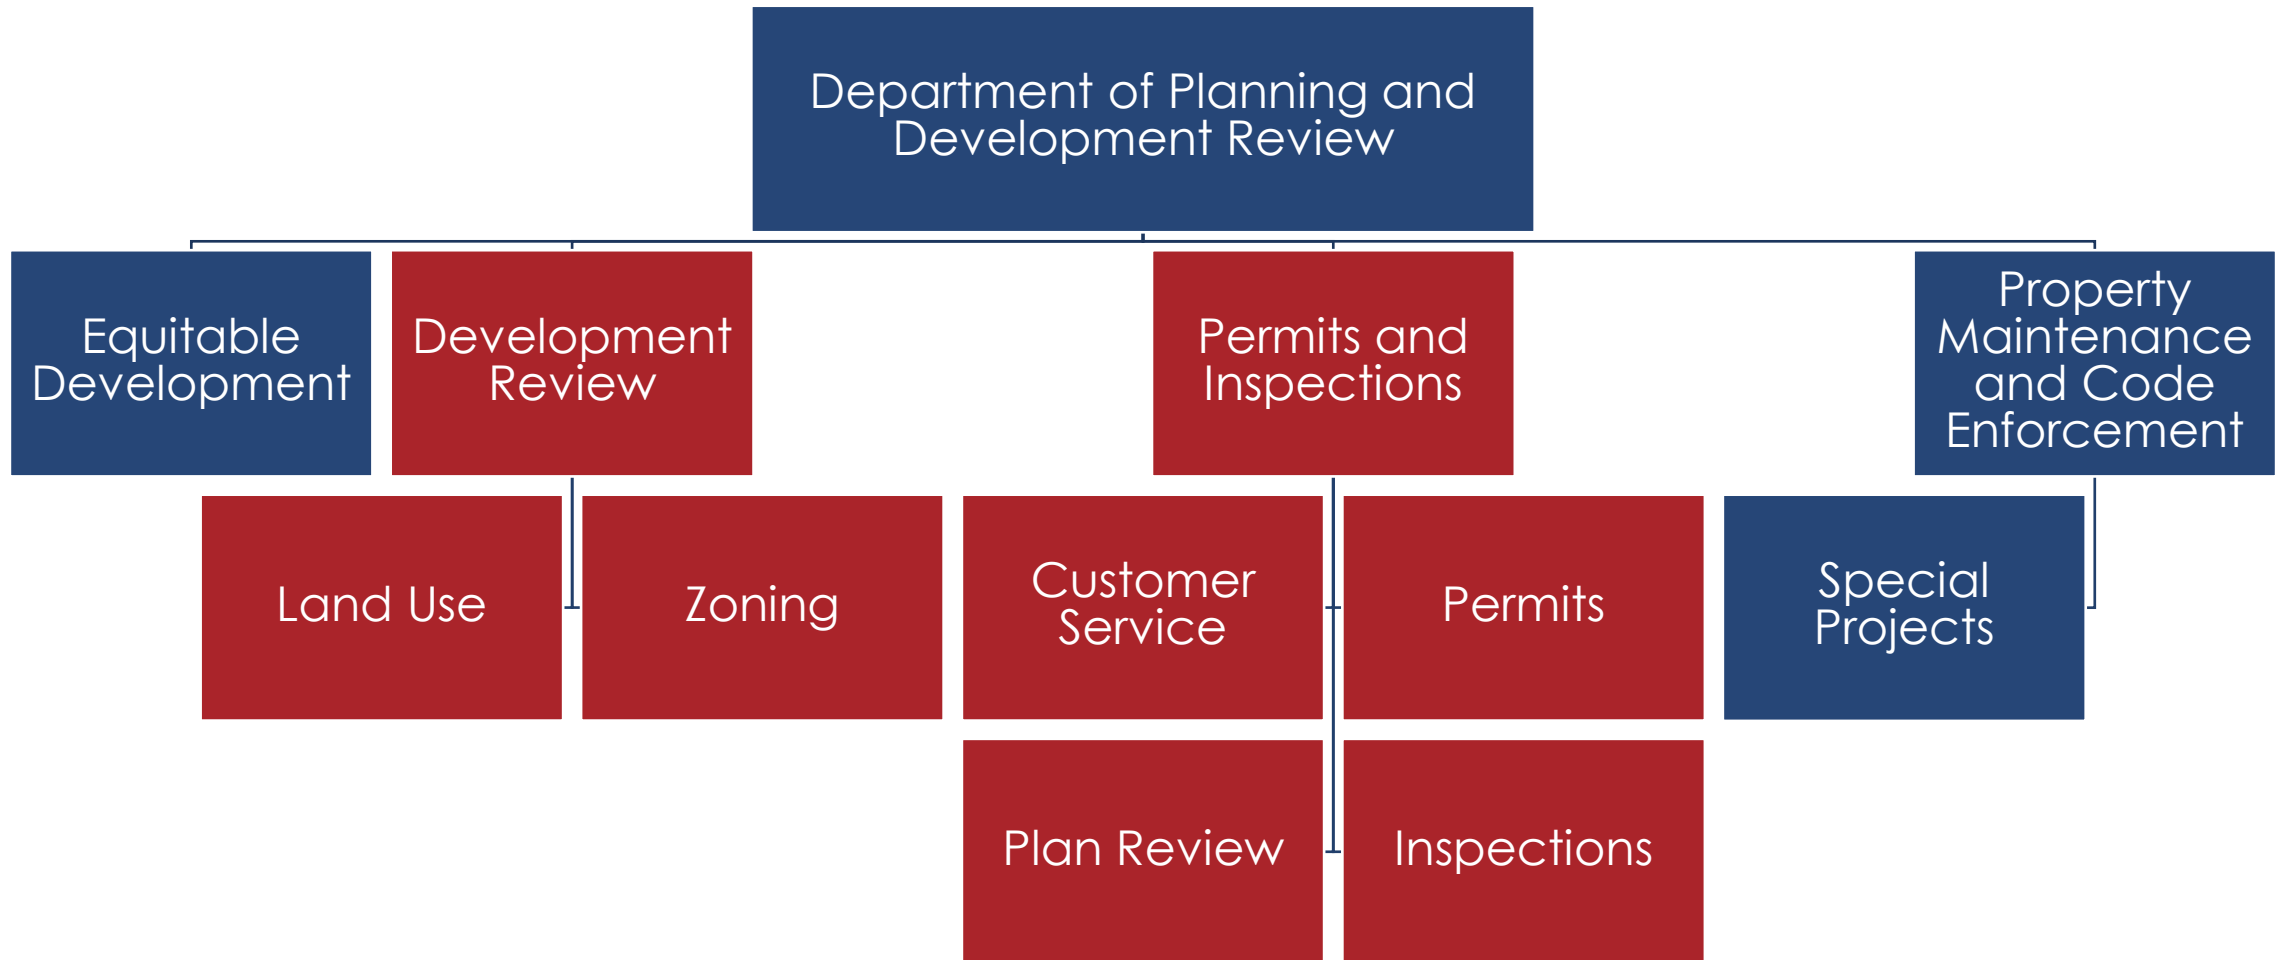 Department of Planning and
Development Review
Equitable
Development
Development
Review
Permits and
Inspections
Property
Maintenance
and Code
Enforcement
Land Use
Zoning
Customer
Service
Permits
Special
Projects
Plan Review
Inspections